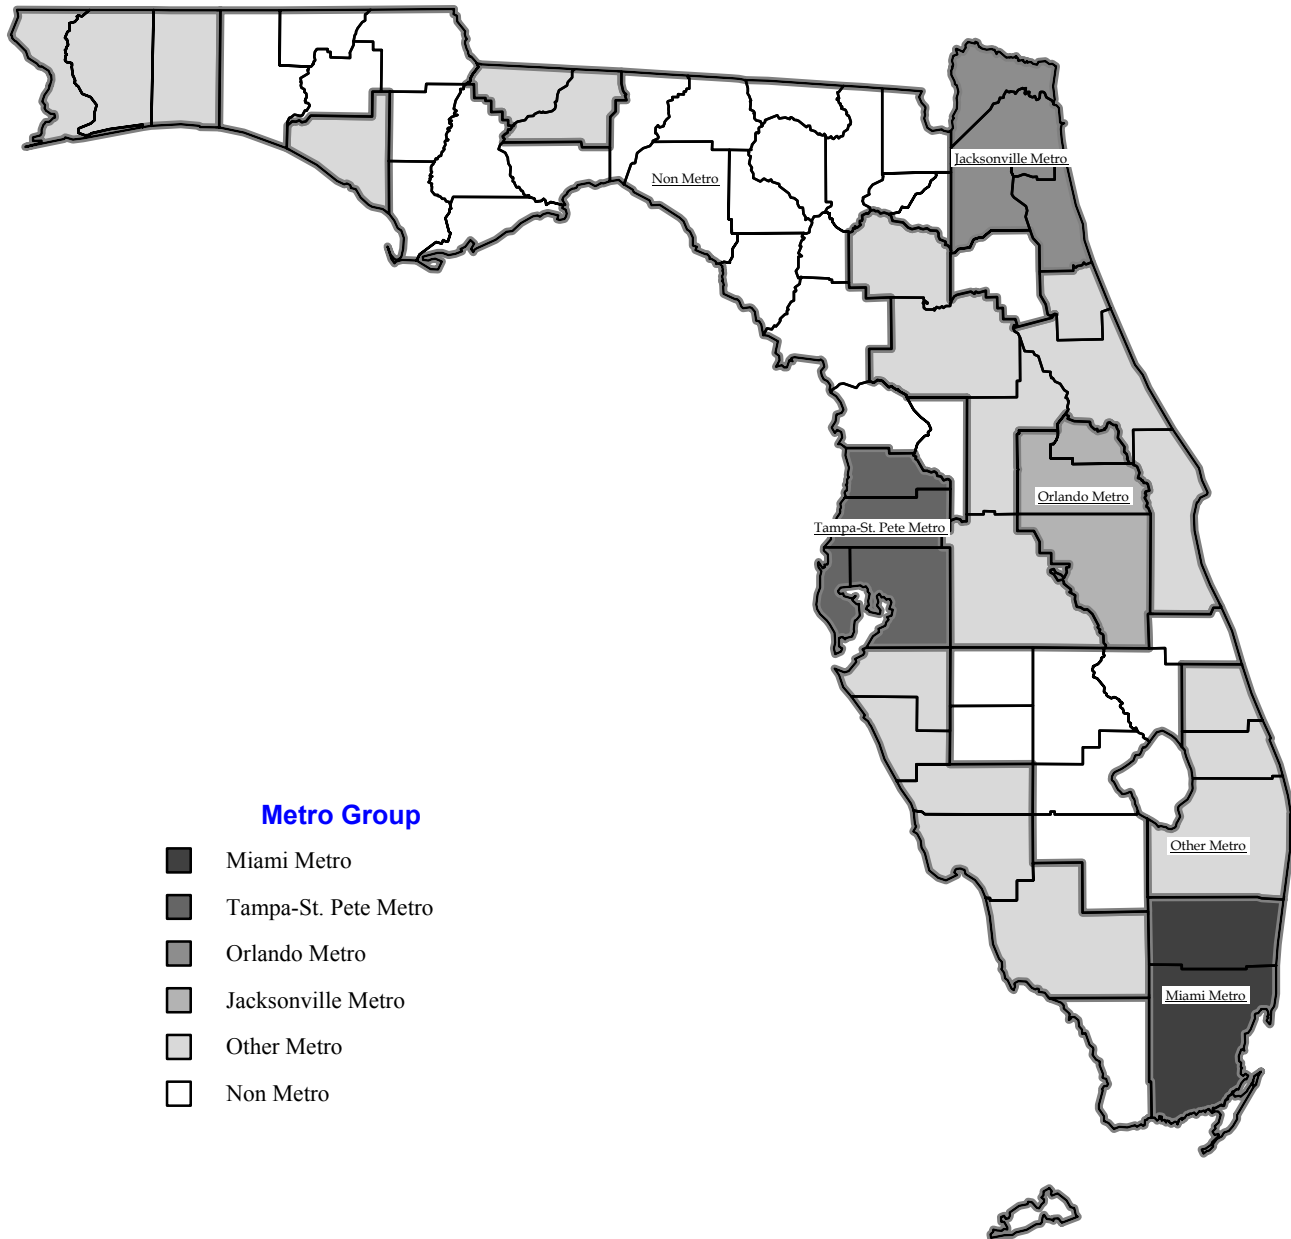 Jacksonville Metro
Non Metro
Orlando Metro
Tampa-St. Pete Metro
Metro Group
Other Metro
Miami Metro
Tampa-St. Pete Metro
Orlando Metro
Miami Metro
Jacksonville Metro
Other Metro
Non Metro